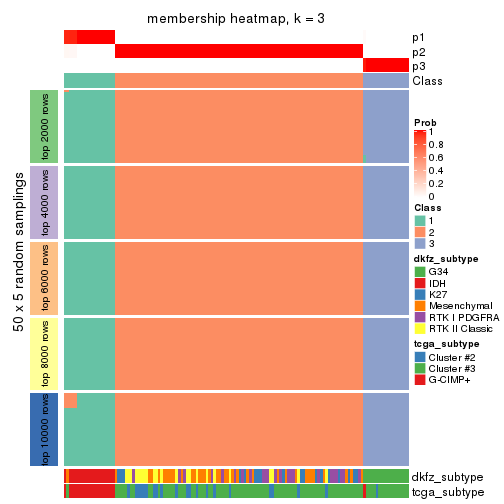 membership heatmap, k = 3
p1
p2
p3
Class
50 x 5 random samplings
top 2000 rows
top 4000 rows
top 6000 rows
top 8000 rows
top 10000 rows
dkfz_subtype
tcga_subtype
Prob
1
0.8
0.6
0.4
0.2
0
Class
1
2
3
dkfz_subtype
G34
IDH
K27
Mesenchymal
RTK I PDGFRA
RTK II Classic
tcga_subtype
Cluster #2
Cluster #3
G-CIMP+